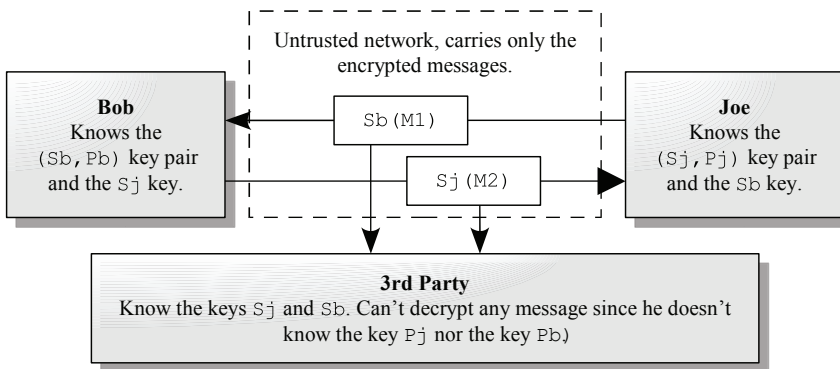 Untrusted network, carries only the
encrypted messages.
Bob
Knows the
(Sb,Pb) key pair
and the Sj key.
Sb(M1)
Sj(M2)
Joe
Knows the
(Sj,Pj) key pair
and the Sb key.
3rd Party
Know the keys Sj and Sb. Can't decrypt any message since he doesn't
know the key Pj nor the key Pb)